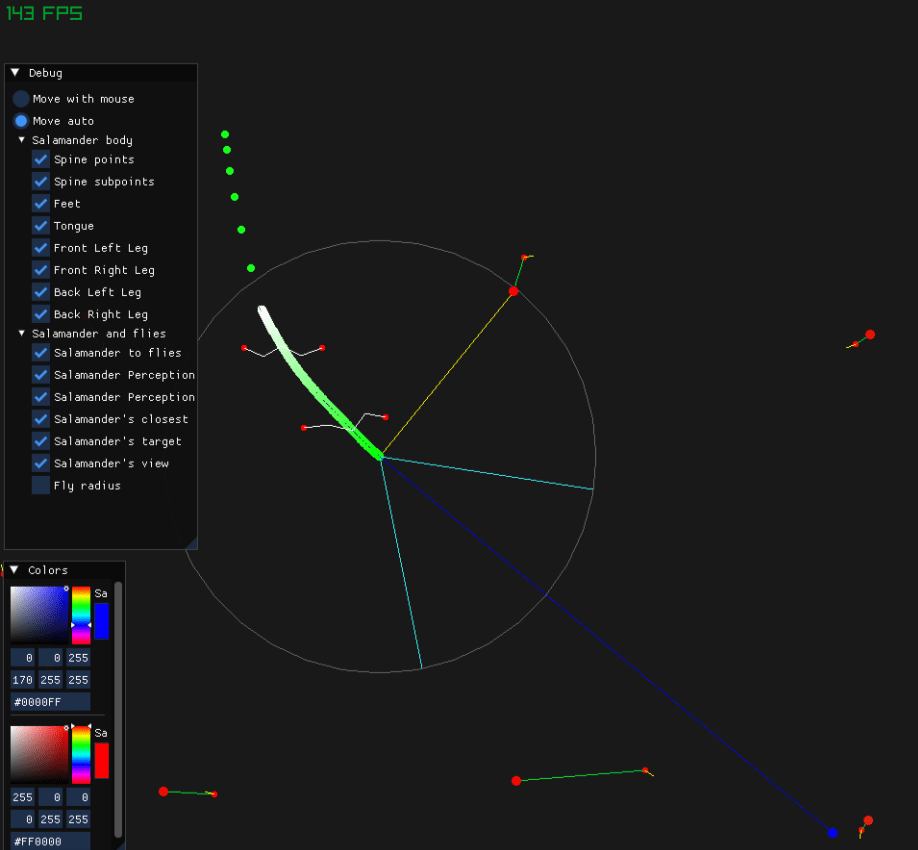 143 FPS
Debug
Move with mouse
Move auto
Salamander body
Spine points
Spine subpoints
Feet
Tongue
Front Left Leg
Front Right Leg
Back Left Leg
Back Right Leg
Salamander and flies
Salamander to flies
Salamander Perception
Salamander Perception
Salamander's closest
Salamander's target
Salamander's view
Fly radius
Colors
Sa
0 0 255
170 255 255
#0000FF
Sa
255 0 0
0 255 255
#FF0000